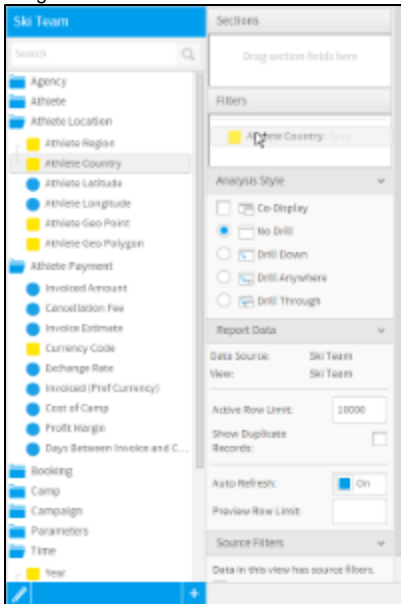 Ski Team
Search
Agency
Athlete
Athlete Location
Athlete Region
Athlete Country
Athlete Latitude
Athlete Longitude
Athlete Geo Point
Athlete Geo Polygon
Athlete Payment
Invoiced Amount
Cancellation Fee
Invoice Estimate
Currency Code
Exchange Rate
Invoiced (Pref Currency)
Cost of Camp
Profit Margin
Days Between Invoice and C...
Booking
Camp
Campaign
Parameters
Time
Year
Sections
Drag section fields here
Filters
Athlete Country here
Analysis Style
Co-Display
No Drill
Drill Down
Drill Anywhere
Drill Through
Report Data
Data Source: Ski Team
View: Ski Team
Active Row Limit: 10000
Show Duplicate
Records:
Auto Refresh: On
Preview Row Limit:
Source Filters
Data in this view has source filters.